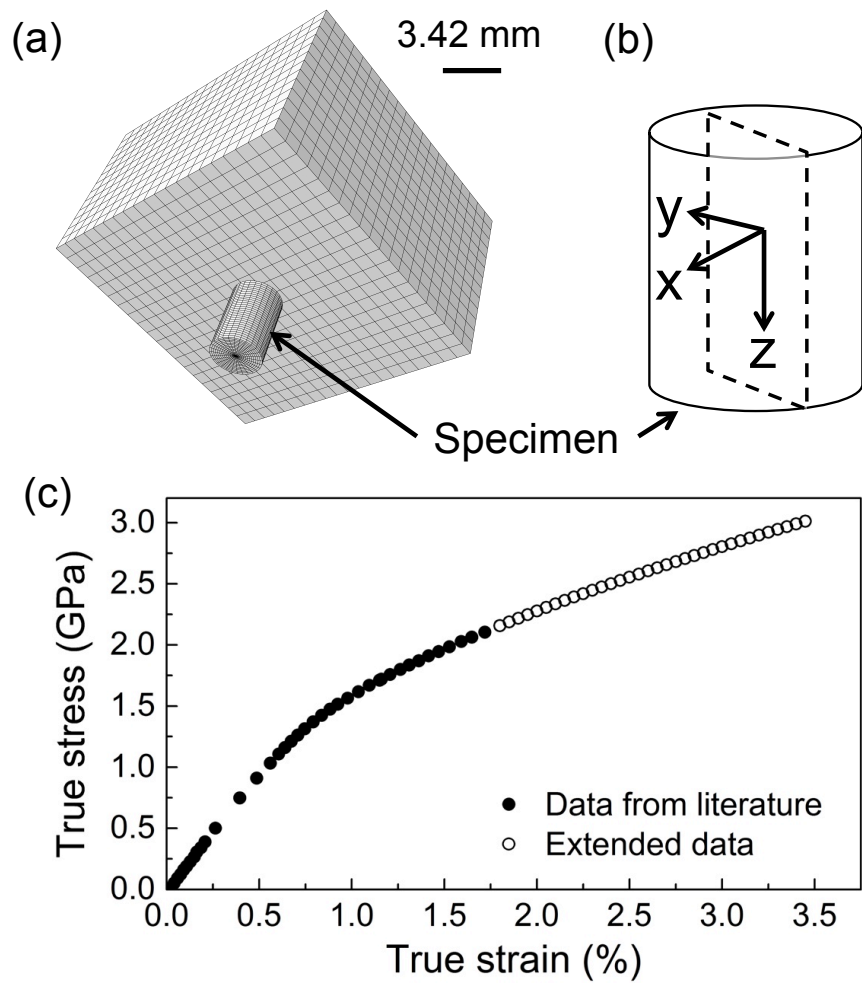 (a)
3.42 mm
(b)
y
x
z
Specimen
(c)
True stress (GPa)
3.0
2.5
2.0
1.5
1.0
0.5
0.0
Data from literature
Extended data
0.0 0.5 1.0 1.5 2.0 2.5 3.0 3.5
True strain (%)